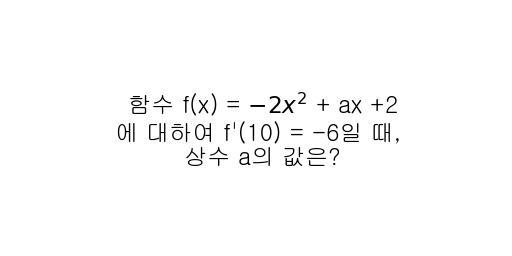 함수 f(x) = −2x² + ax +2
에 대하여 f'(10) = −6일 때,
상수 a의 값은?